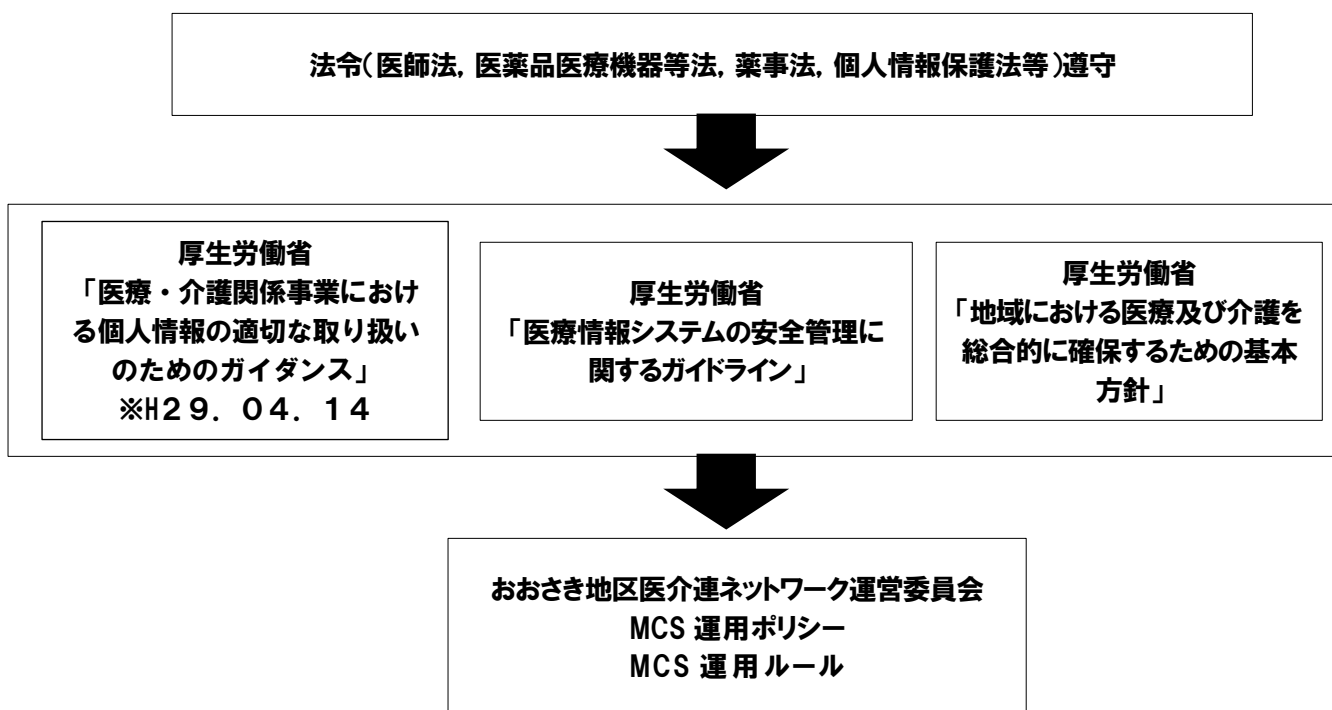 法令(医師法, 医薬品医療機器等法, 薬事法, 個人情報保護法等)遵守
厚生労働省
「医療・介護関係事業におけ
る個人情報の適切な取り扱い
のためのガイダンス」
※H29. 04. 14
厚生労働省
「医療情報システムの安全管理に
関するガイドライン」
厚生労働省
「地域における医療及び介護を
総合的に確保するための基本
方針」
おおさき地区医介連ネットワーク運営委員会
MCS 運用ポリシー
MCS 運用ルール